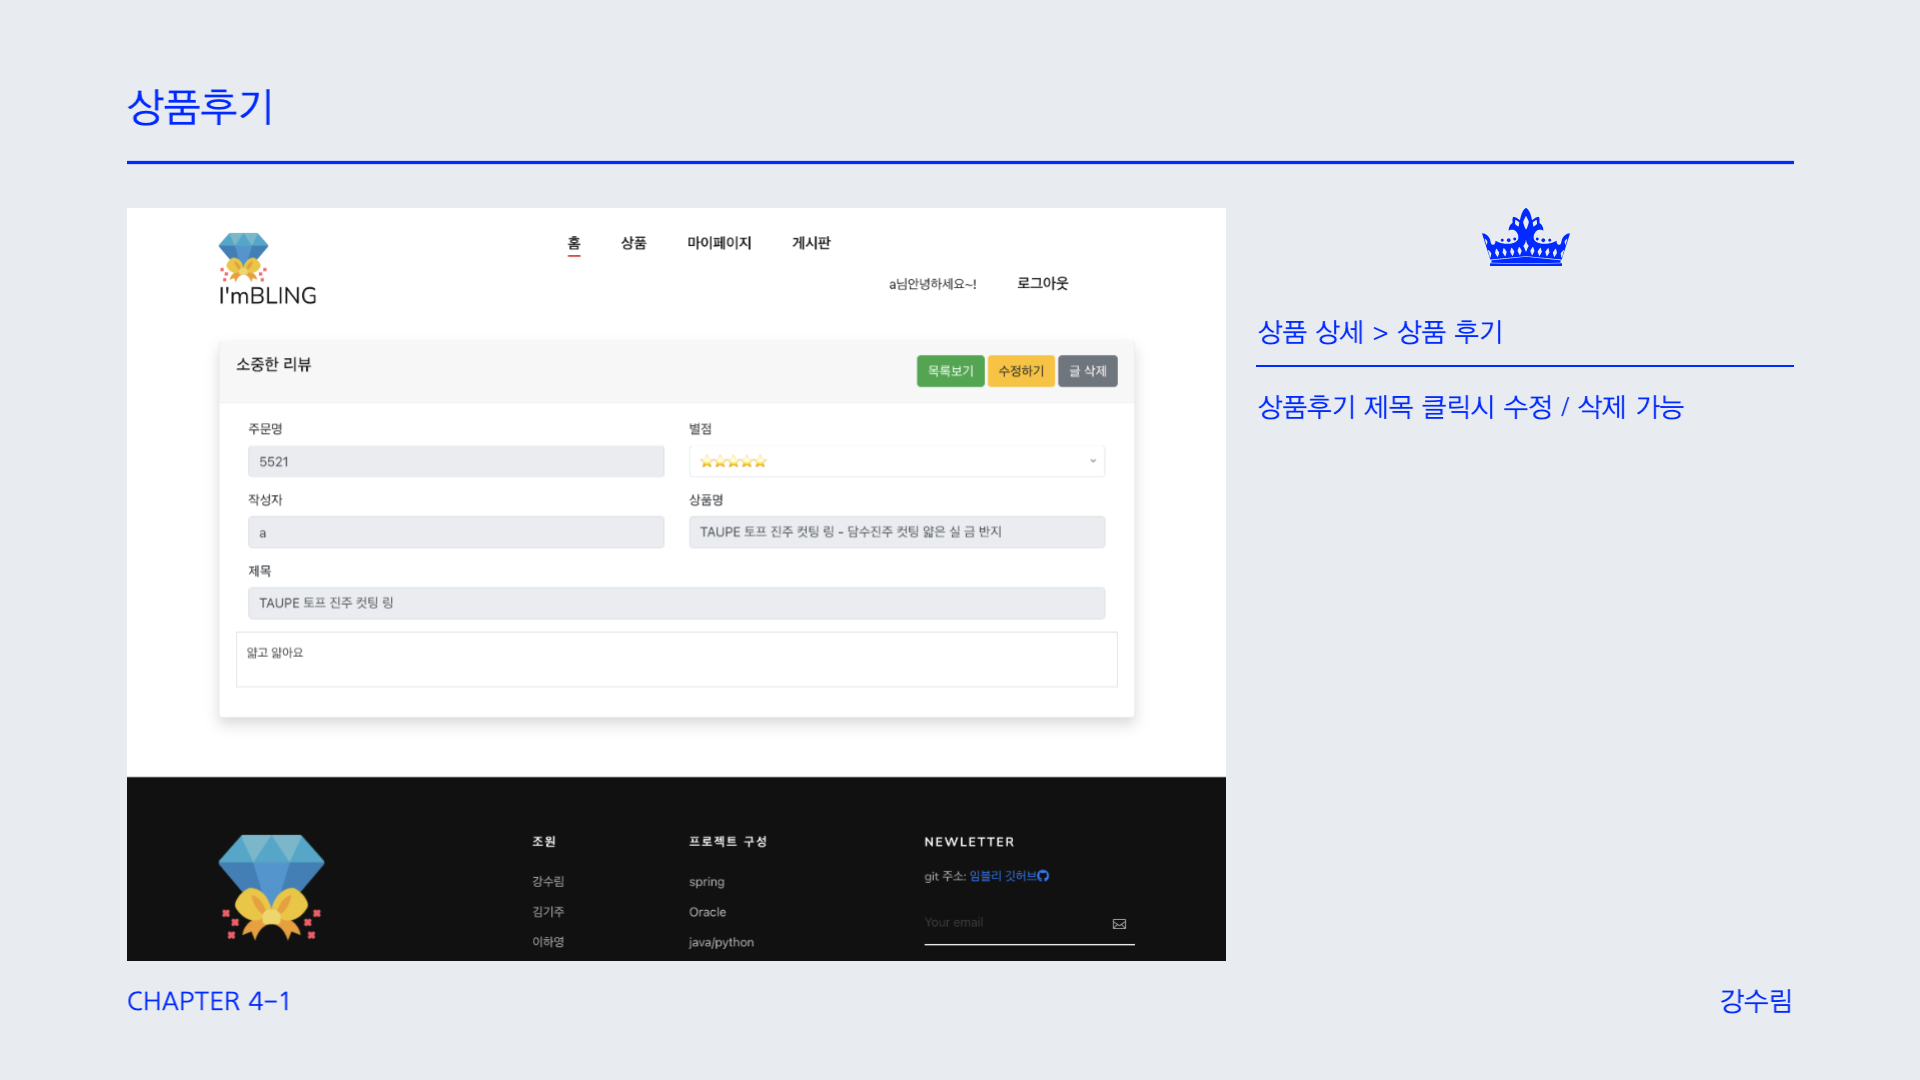 상품후기
홈 상품 마이페이지 게시판
I'mBLING
a님안녕하세요~! 로그아웃
소중한 리뷰
목록보기 수정하기 글 삭제
주문명 별점
5521
작성자 상품명
a TAUPE 토프 진주 컷팅 링 - 담수진주 컷팅 얇은 실 금 반지
제목
TAUPE 토프 진주 컷팅 링
얇고 얇아요
조원 프로젝트 구성 NEWLETTER
강수림 spring git 주소: 임블리 깃허브
김기주 Oracle Your email
이하영 java/python
상품 상세 > 상품 후기
상품후기 제목 클릭시 수정 / 삭제 가능
CHAPTER 4-1
강수림